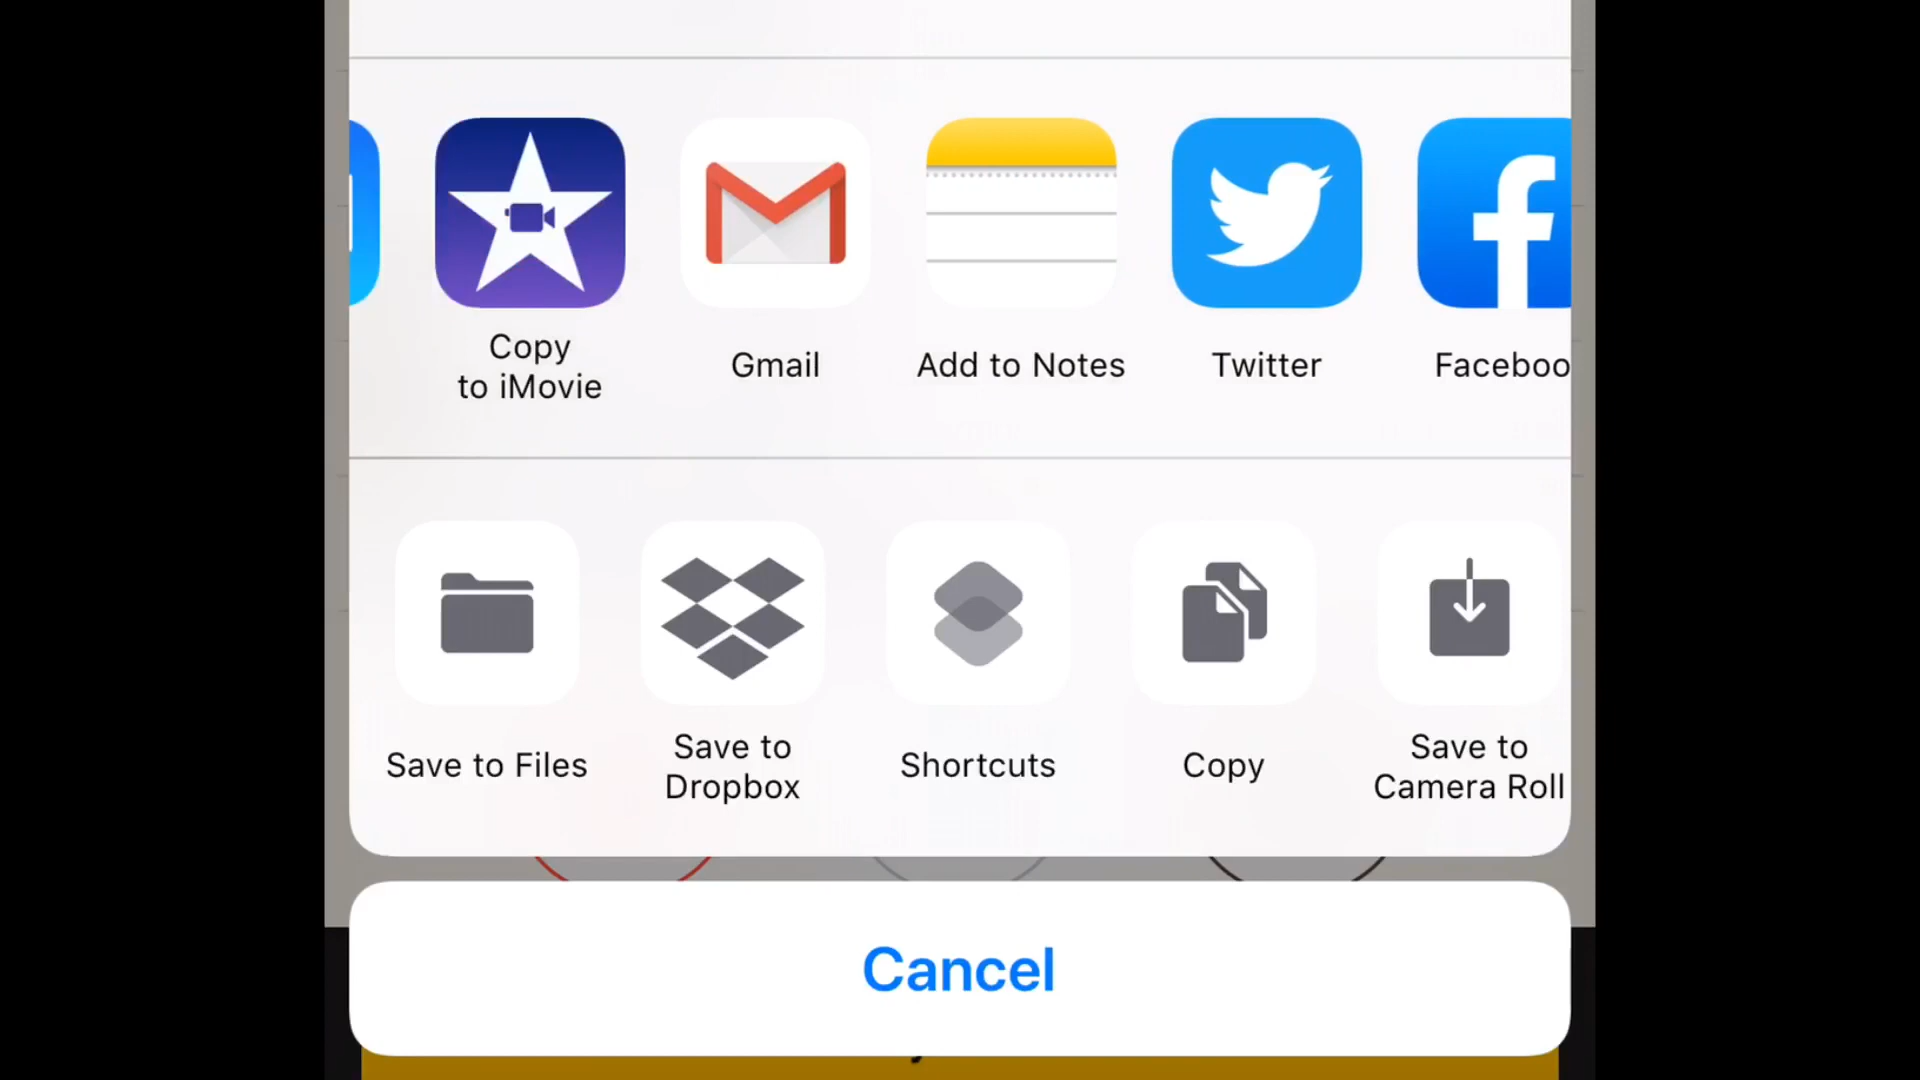 Copy
to iMovie
Gmail
Add to Notes
Twitter
Faceboo
Save to Files
Save to
Dropbox
Shortcuts
Copy
Save to
Camera Roll
Cancel